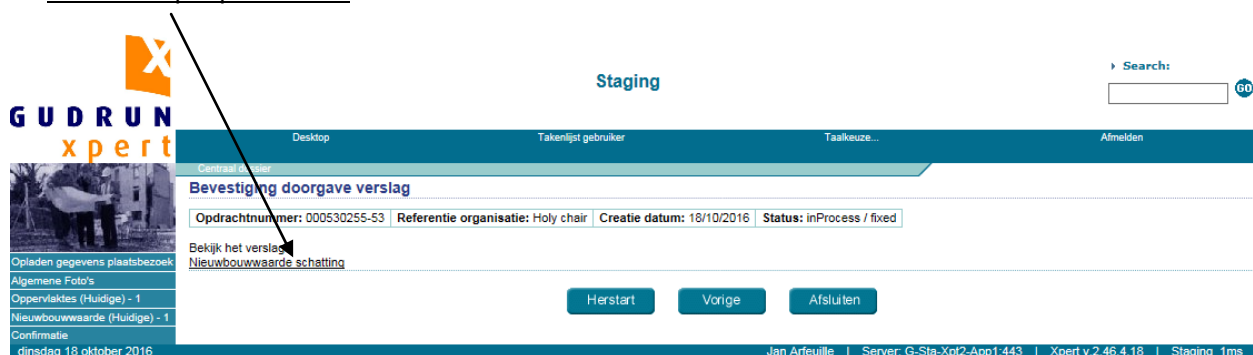 Search:
Staging
GO
GUDRUN
xpert
Desktop Takenlijst gebruiker Taalkeuze... Afmelden
Centraal dossier
Bevestiging doorgave verslag
Opdrachtnummer: 000530255-53 Referentie organisatie: Holy chair Creatie datum: 18/10/2016 Status: inProcess / fixed
Bekijk het verslag
Nieuwbouwwaarde schatting
Opladen gegevens plaatsbezoek
Algemene Foto's
Oppervlaktes (Huidige) - 1
Nieuwbouwwaarde (Huidige) - 1
Confirmatie
Herstart Vorige Afsluiten
dinsdag 18 oktober 2016 Jan Arfeuille | Server: G-Sta-Xpt2-App1:443 | Xpert v.2.46.4.18 | Staging 1ms